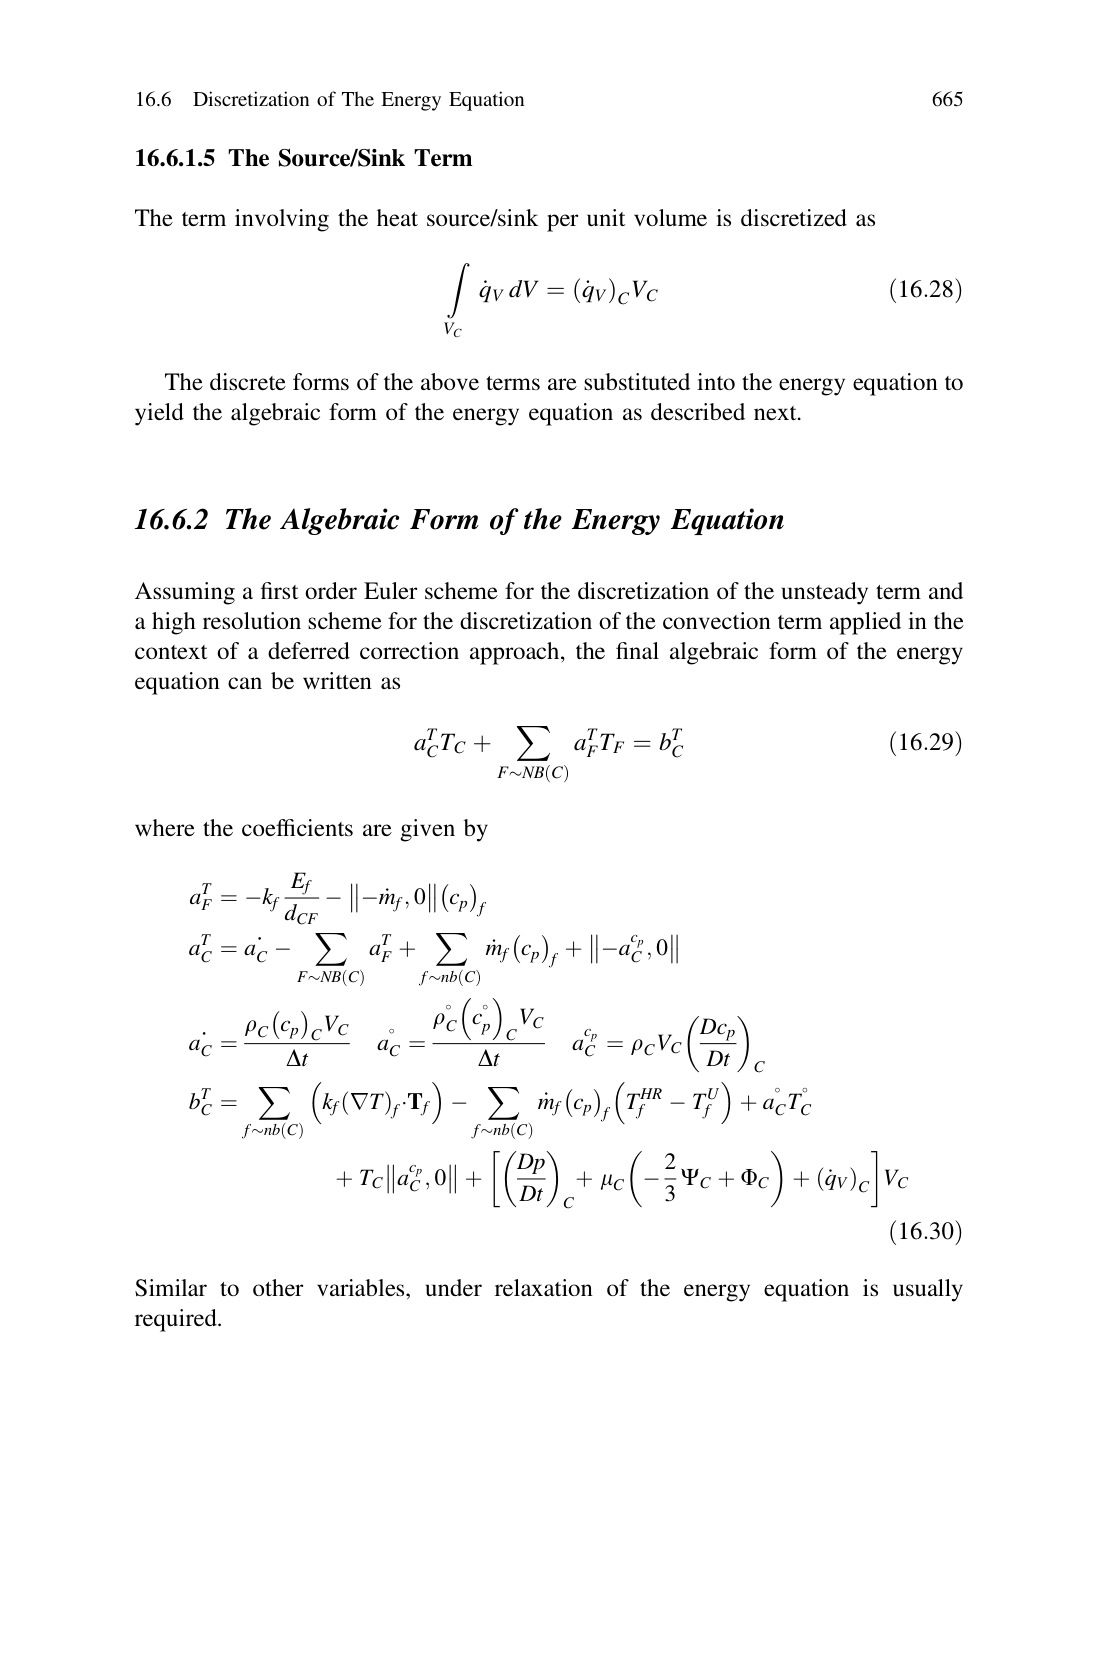 16.6 Discretization of The Energy Equation 665
16.6.1.5 The Source/Sink Term
The term involving the heat source/sink per unit volume is discretized as
$$\int\limits_{V_C} \dot{q}_V \, dV = (\dot{q}_V)_C V_C \quad (16.28)$$
The discrete forms of the above terms are substituted into the energy equation to
yield the algebraic form of the energy equation as described next.
16.6.2 The Algebraic Form of the Energy Equation
Assuming a first order Euler scheme for the discretization of the unsteady term and
a high resolution scheme for the discretization of the convection term applied in the
context of a deferred correction approach, the final algebraic form of the energy
equation can be written as
$$a_C^T T_C + \sum_{F \sim NB(C)} a_F^T T_F = b_C^T \quad (16.29)$$
where the coefficients are given by
$$a_F^T = -k_f \frac{E_f}{d_{CF}} - \left\| -\dot{m}_f, 0 \right\| (c_p)_f$$
$$a_C^T = a_C^{\bullet} - \sum_{F \sim NB(C)} a_F^T + \sum_{f \sim nb(C)} \dot{m}_f (c_p)_f + \left\| -a_C^{c_p}, 0 \right\|$$
$$a_C^{\bullet} = \frac{\rho_C (c_p)_C V_C}{\Delta t} \quad a_C^{\circ} = \frac{\rho_C^{\circ} \left( c_p^{\circ} \right)_C V_C}{\Delta t} \quad a_C^{c_p} = \rho_C V_C \left( \frac{Dc_p}{Dt} \right)_C$$
$$b_C^T = \sum_{f \sim nb(C)} \left( k_f (\nabla T)_f \cdot \mathbf{T}_f \right) - \sum_{f \sim nb(C)} \dot{m}_f (c_p)_f \left( T_f^{HR} - T_f^U \right) + a_C^{\circ} T_C^{\circ}$$
$$+ T_C \left\| a_C^{c_p}, 0 \right\| + \left[ \left( \frac{Dp}{Dt} \right)_C + \mu_C \left( -\frac{2}{3} \Psi_C + \Phi_C \right) + (\dot{q}_V)_C \right] V_C$$
(16.30)
Similar to other variables, under relaxation of the energy equation is usually
required.